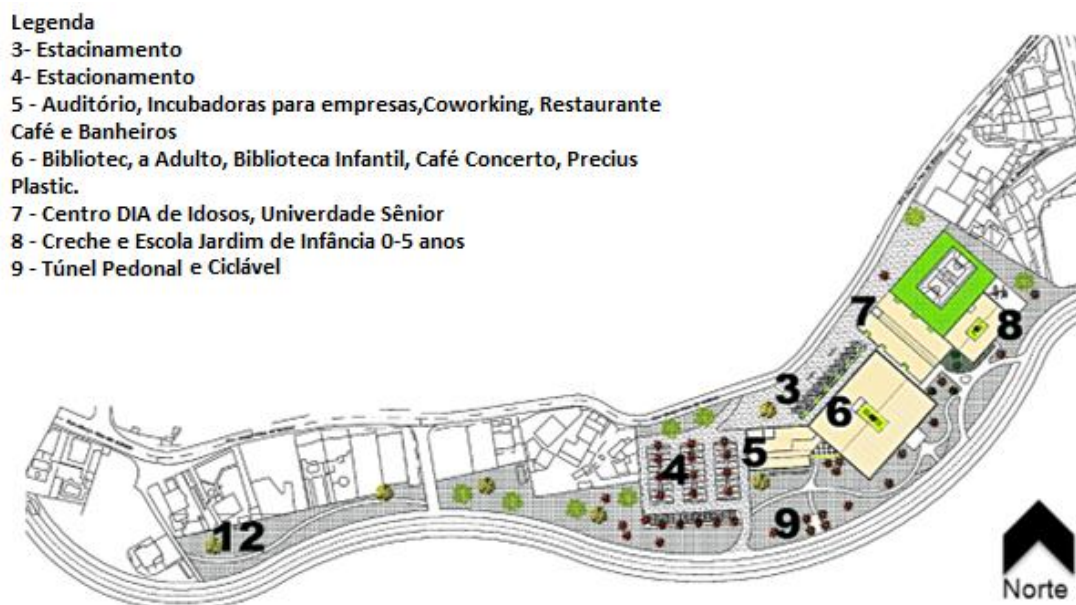 Legenda
3- Estacinamento
4- Estacionamento
5 - Auditório, Incubadoras para empresas,Coworking, Restaurante
Café e Banheiros
6 - Bibliotec, a Adulto, Biblioteca Infantil, Café Concerto, Precius
Plastic.
7 - Centro DIA de Idosos, Univerdade Sênior
8 - Creche e Escola Jardim de Infância 0-5 anos
9 - Túnel Pedonal e Ciclável
7
8
3
6
5
4
9
12
Norte